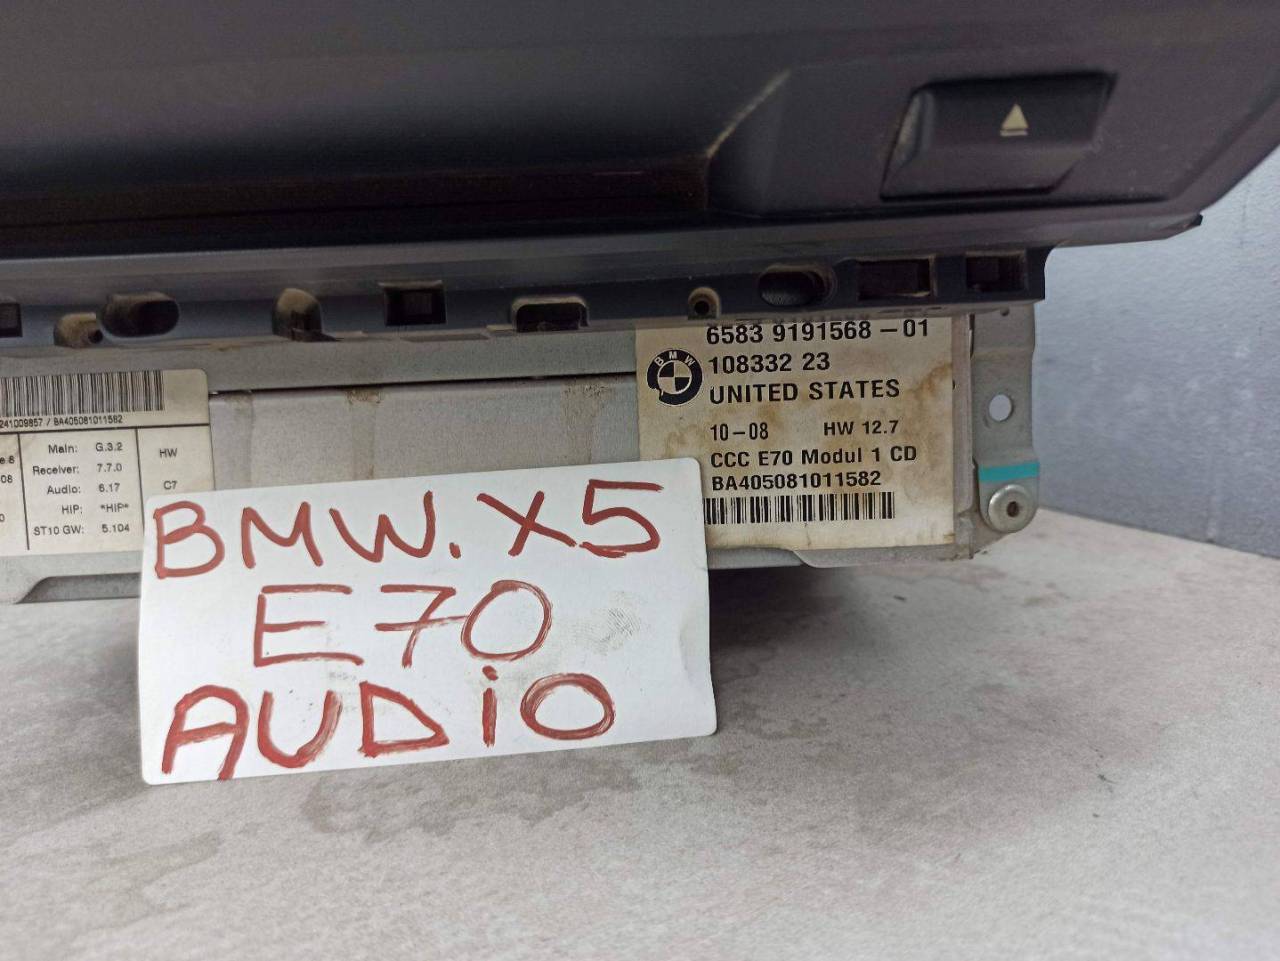 6583 9191568-01
108332 23
BMW
UNITED STATES
10-08 HW 12.7
CCC E70 Modul 1 CD
BA405081011582
241009857 / BA405081011582
Main: G.3.2 HW
Receiver: 7.7.0
Audio: 6.17 C7
HIP: *HIP*
ST10 GW: 5.104
BMW. X5
E70
AUDiO